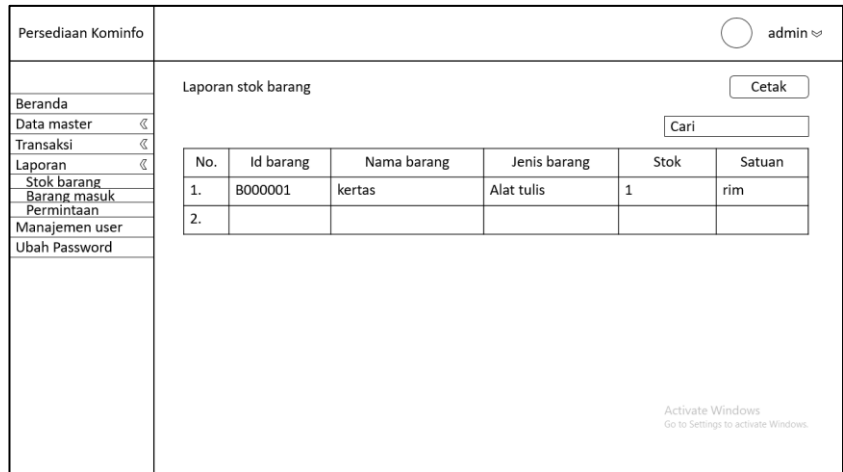 Persediaan Kominfo
admin
Laporan stok barang
Cetak
Beranda
Data master
Cari
Transaksi
Laporan
Stok barang
Barang masuk
Permintaan
Manajemen user
Ubah Password
No. Id barang Nama barang Jenis barang Stok Satuan
1. B000001 kertas Alat tulis 1 rim
2.
Activate Windows
Go to Settings to activate Windows.